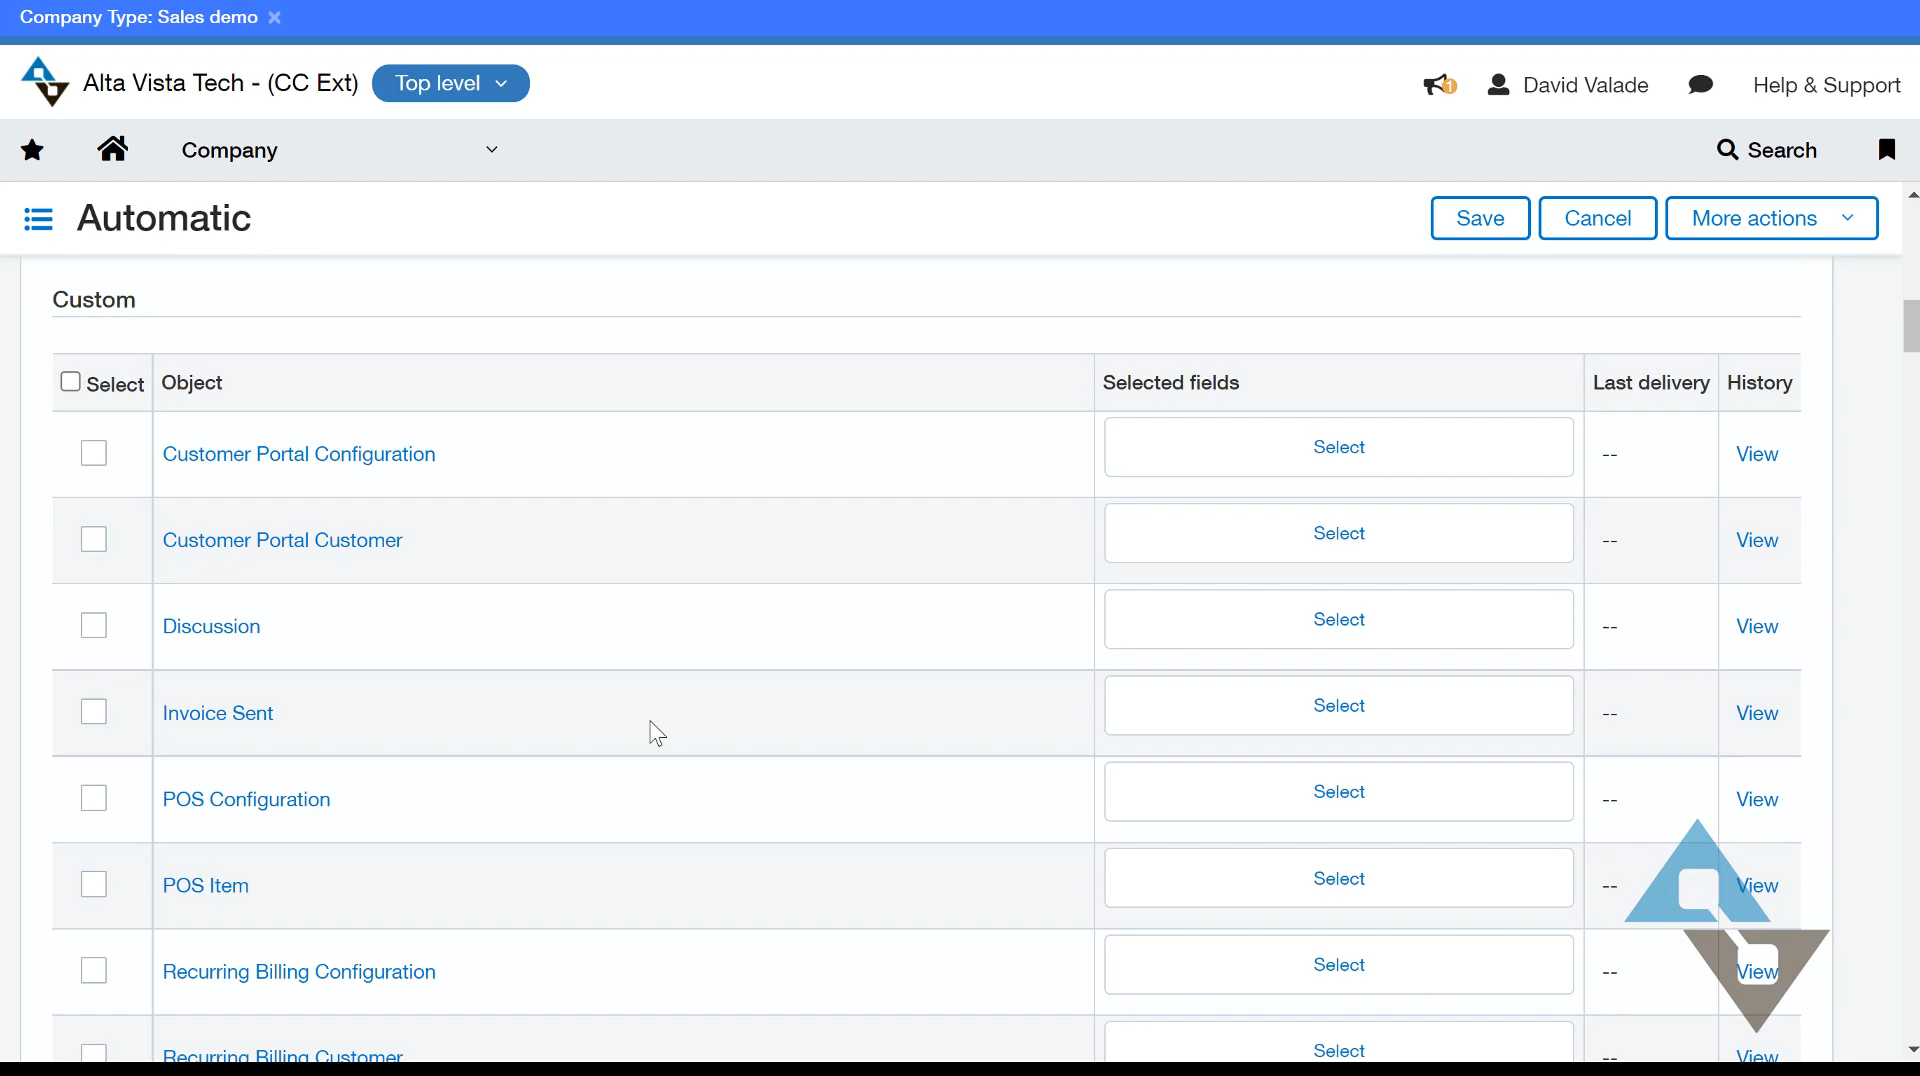 Company Type: Sales demo ×
Alta Vista Tech - (CC Ext) Top level
1 David Valade Help & Support
Company Search
Automatic Save Cancel More actions
Custom
Select Object Selected fields Last delivery History
Customer Portal Configuration Select -- View
Customer Portal Customer Select -- View
Discussion Select -- View
Invoice Sent Select -- View
POS Configuration Select -- View
POS Item Select -- View
Recurring Billing Configuration Select -- View
Recurring Billing Customer Select -- View